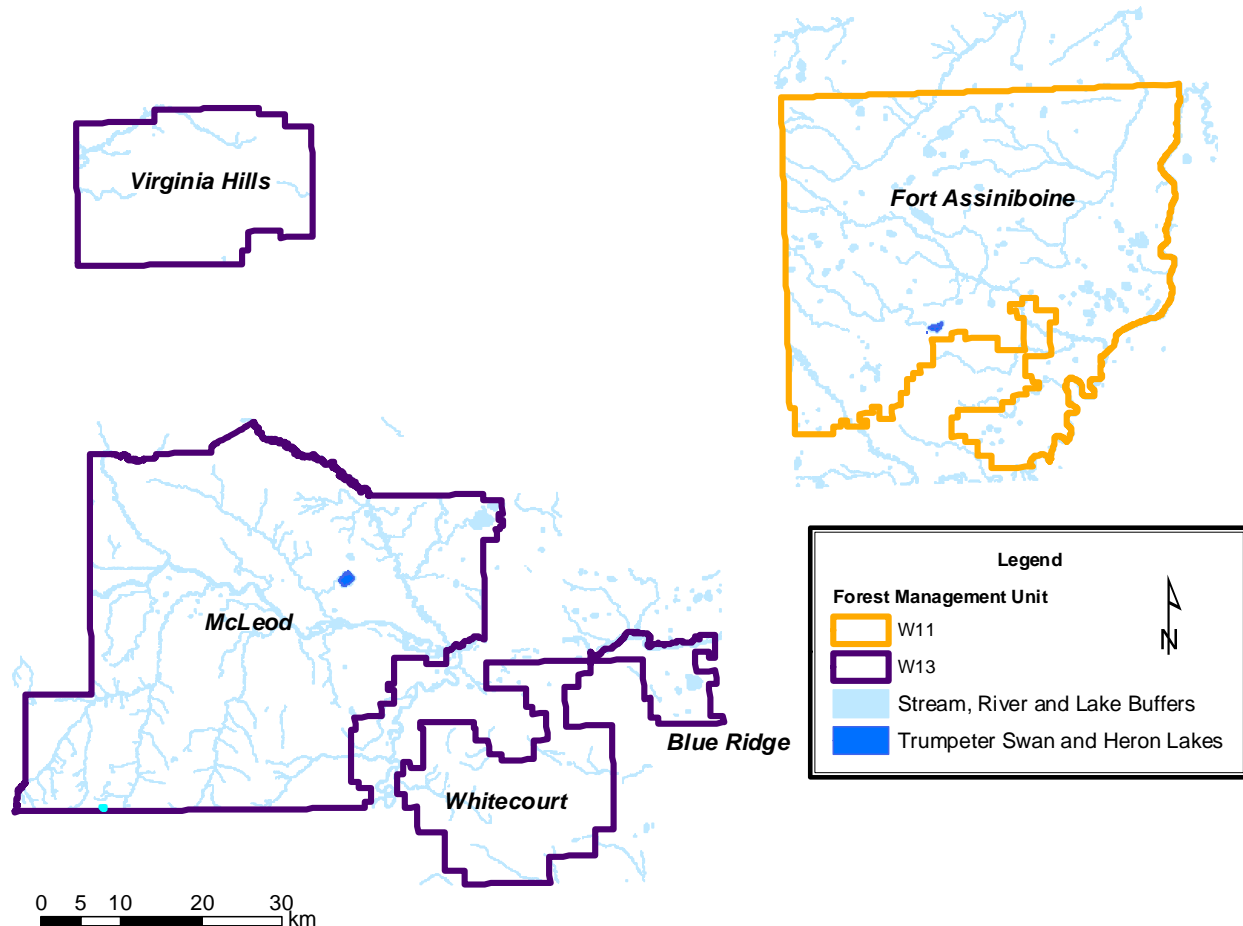 Virginia Hills
Fort Assiniboine
McLeod
Blue Ridge
Whitecourt
Legend
Forest Management Unit
W11
W13
Stream, River and Lake Buffers
Trumpeter Swan and Heron Lakes
N
0 5 10 20 30
km